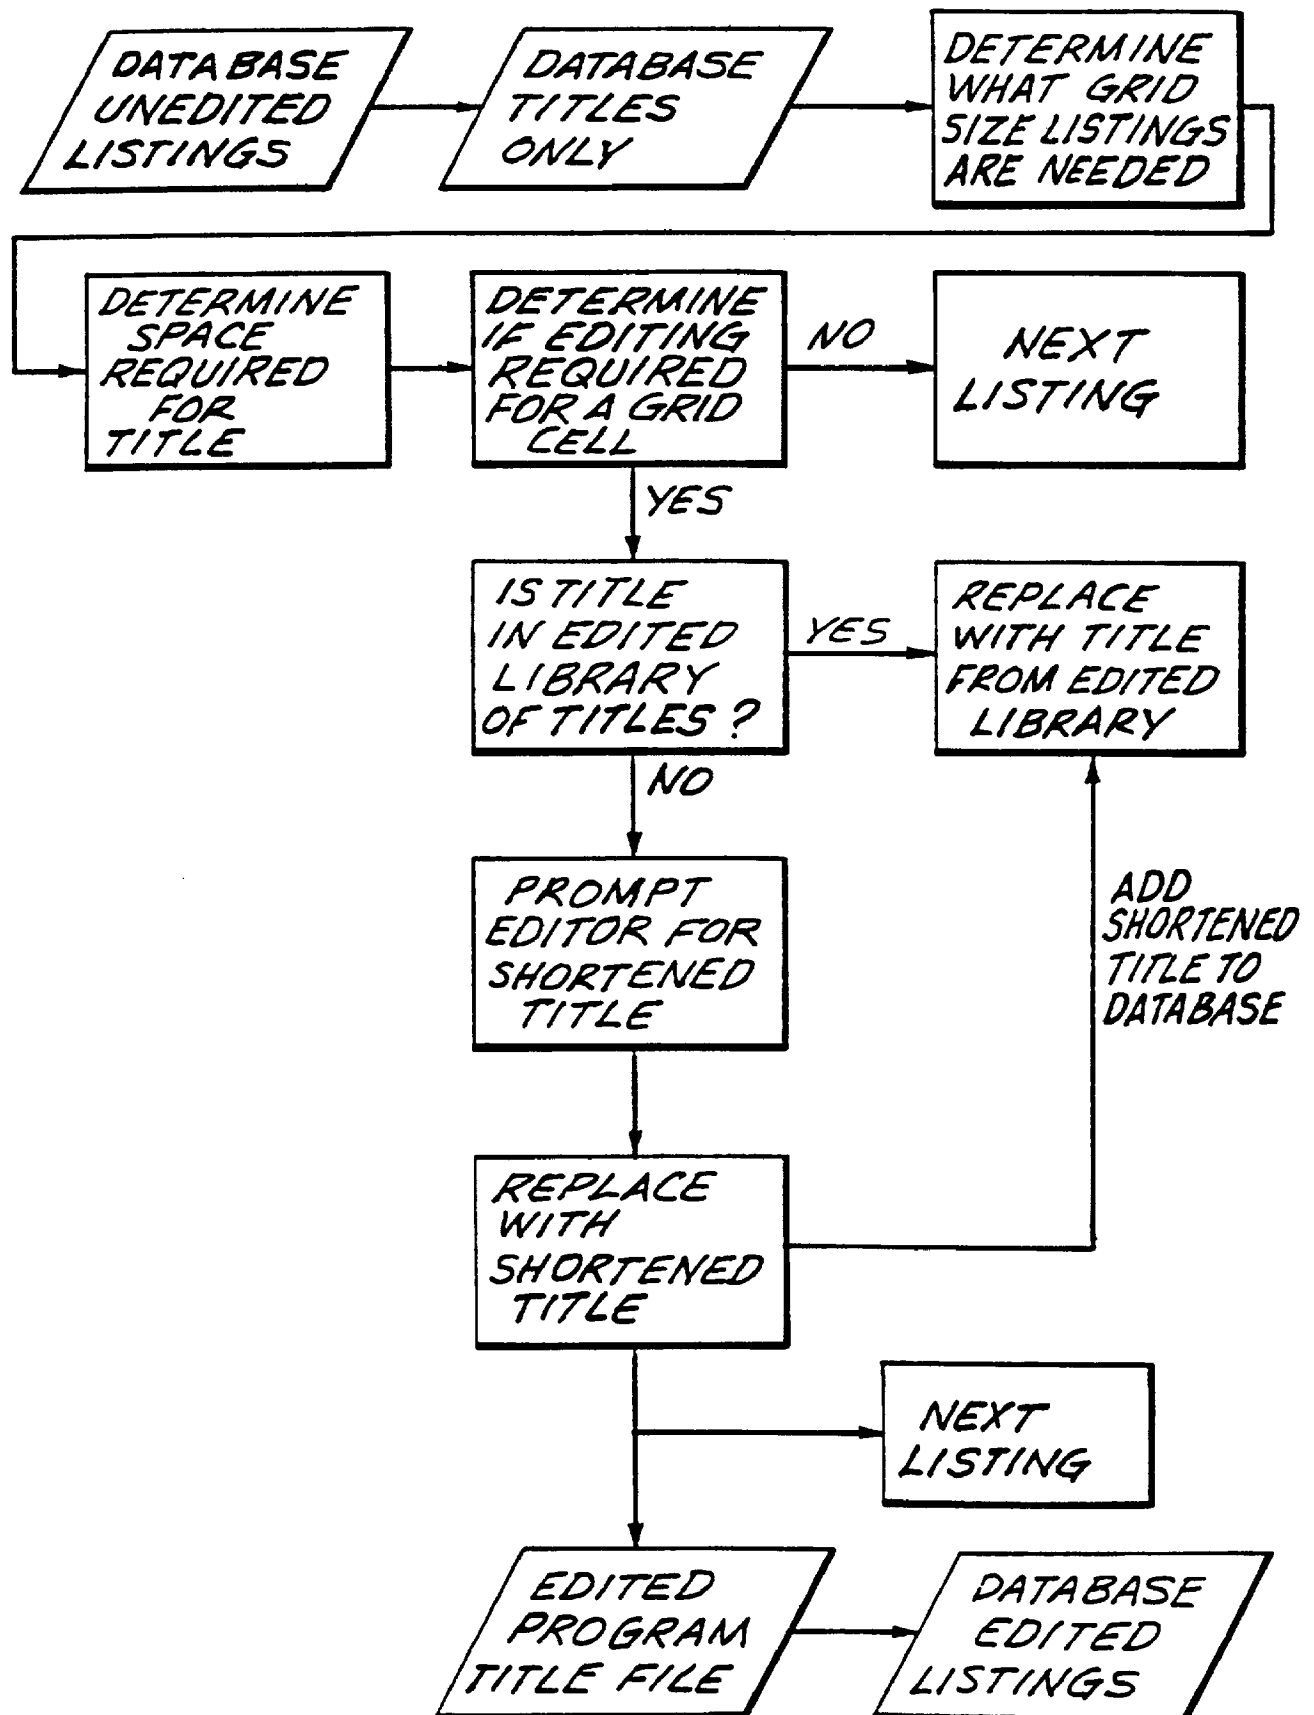 DATABASE
UNEDITED
LISTINGS
DATABASE
TITLES
ONLY
DETERMINE
WHAT GRID
SIZE LISTINGS
ARE NEEDED
DETERMINE
SPACE
REQUIRED
FOR
TITLE
DETERMINE
IF EDITING
REQUIRED
FOR A GRID
CELL
NO
NEXT
LISTING
YES
IS TITLE
IN EDITED
LIBRARY
OF TITLES?
YES
REPLACE
WITH TITLE
FROM EDITED
LIBRARY
NO
PROMPT
EDITOR FOR
SHORTENED
TITLE
ADD
SHORTENED
TITLE TO
DATABASE
REPLACE
WITH
SHORTENED
TITLE
NEXT
LISTING
EDITED
PROGRAM
TITLE FILE
DATABASE
EDITED
LISTINGS